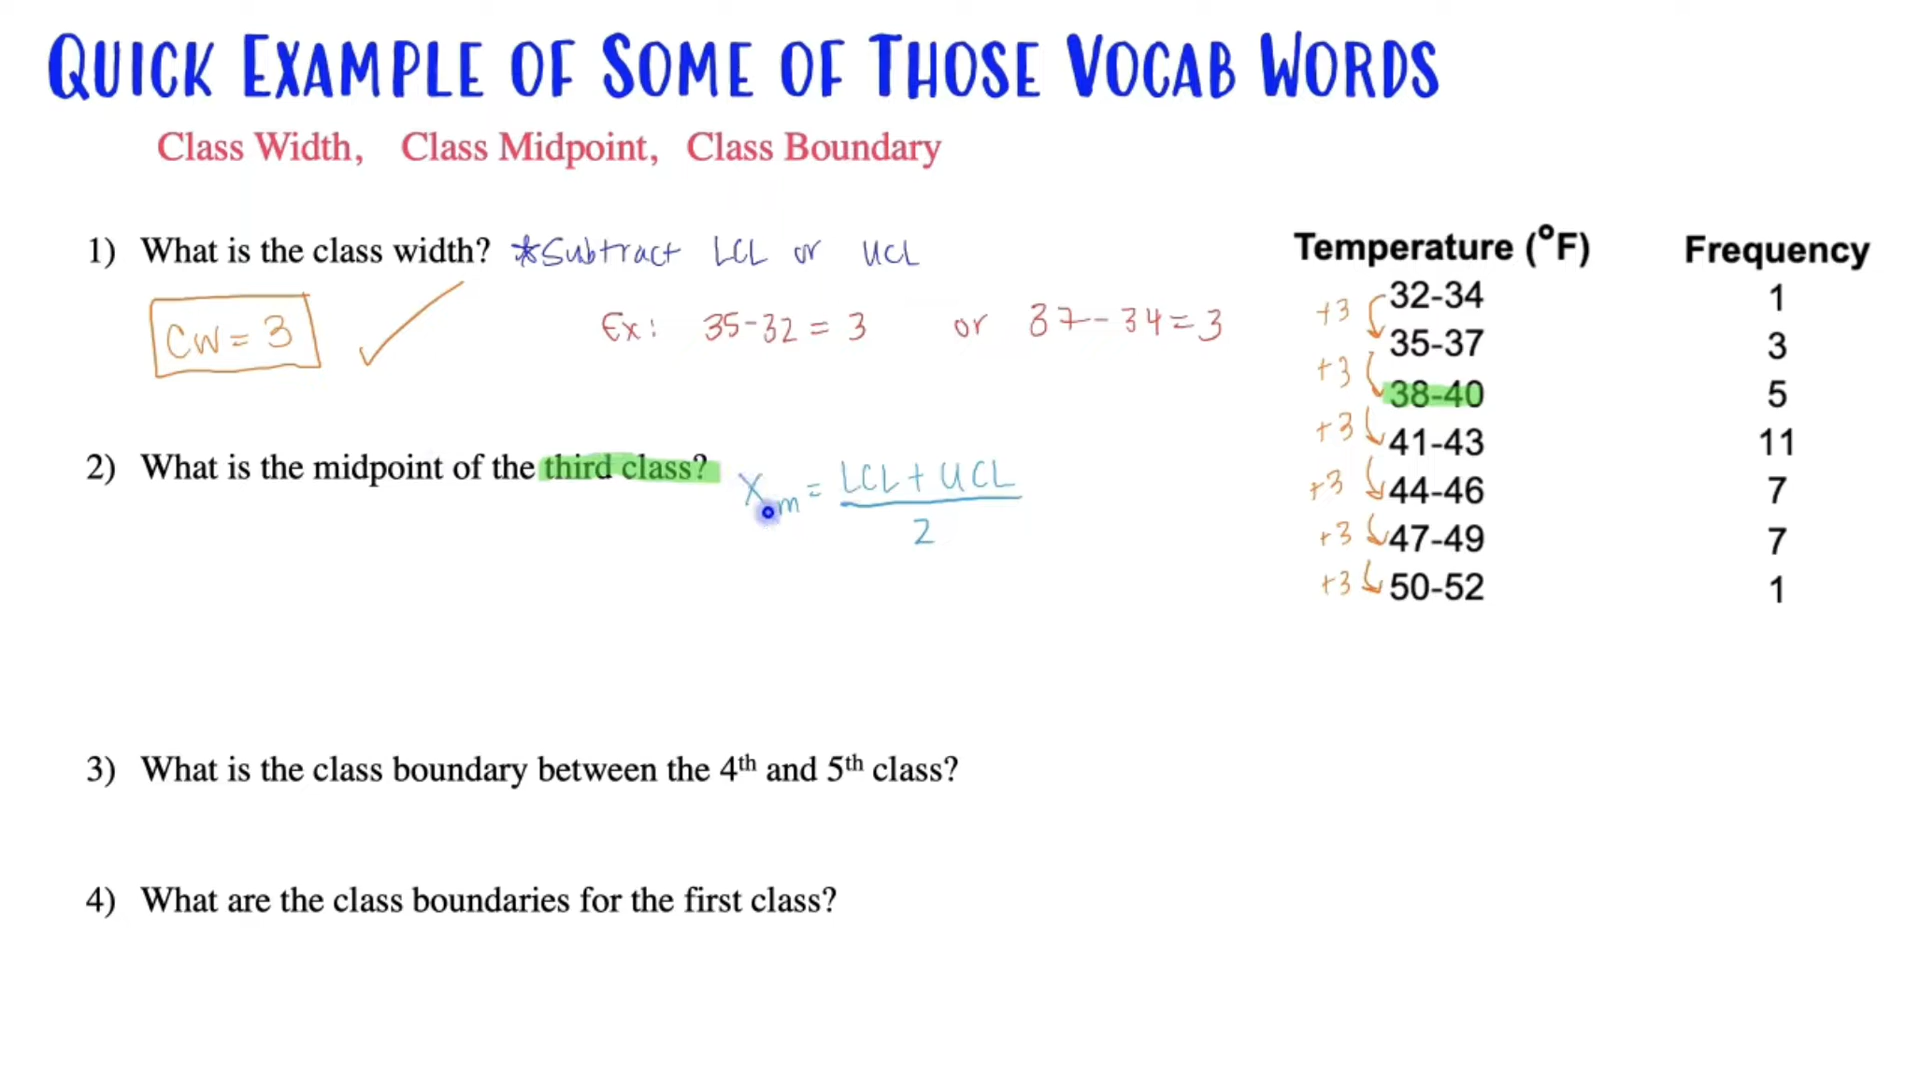 QUICK EXAMPLE OF SOME OF THOSE VOCAB WORDS
Class Width, Class Midpoint, Class Boundary
1) What is the class width? *Subtract LCL or UCL
CW = 3
Ex: 35-32 = 3 or 37-34=3
2) What is the midpoint of the third class?
Xm = LCL + UCL
2
3) What is the class boundary between the 4th and 5th class?
4) What are the class boundaries for the first class?
Temperature (°F) Frequency
32-34 1
+3
35-37 3
+3
38-40 5
+3
41-43 11
+3
44-46 7
+3
47-49 7
+3
50-52 1